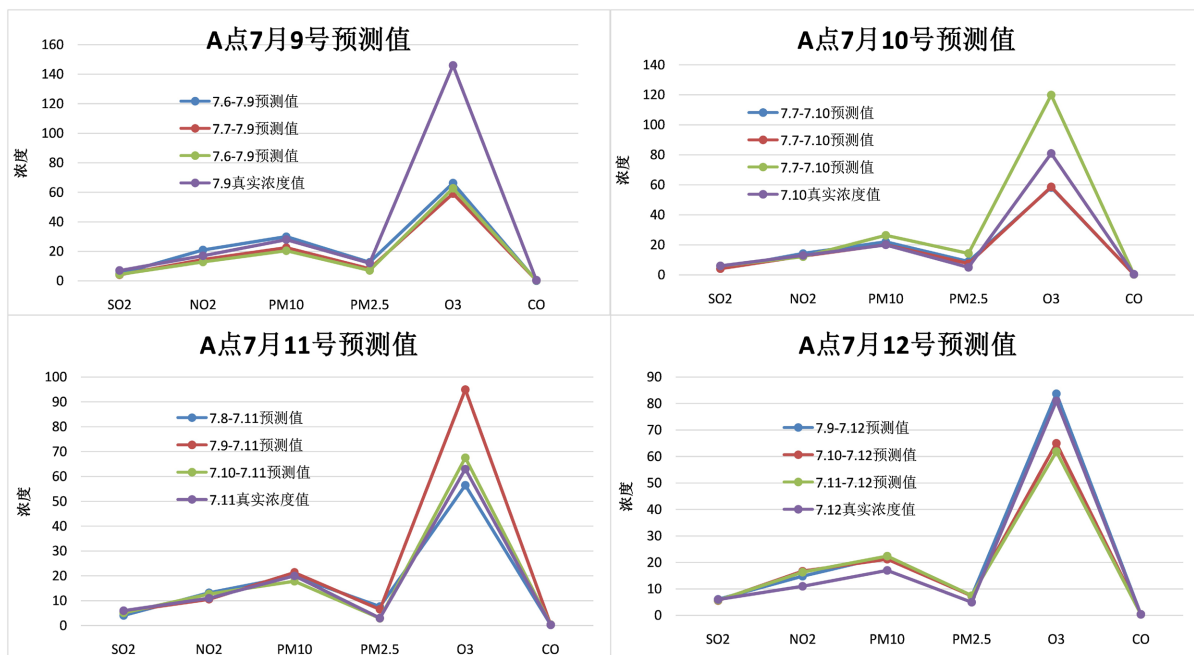 A点7月9号预测值
160
140
120
100
80
60
40
20
0
浓度
7.6-7.9预测值
7.7-7.9预测值
7.6-7.9预测值
7.9真实浓度值
SO2 NO2 PM10 PM2.5 O3 CO
A点7月10号预测值
140
120
100
80
60
40
20
0
浓度
7.7-7.10预测值
7.7-7.10预测值
7.7-7.10预测值
7.10真实浓度值
SO2 NO2 PM10 PM2.5 O3 CO
A点7月11号预测值
100
90
80
70
60
50
40
30
20
10
0
浓度
7.8-7.11预测值
7.9-7.11预测值
7.10-7.11预测值
7.11真实浓度值
SO2 NO2 PM10 PM2.5 O3 CO
A点7月12号预测值
90
80
70
60
50
40
30
20
10
0
浓度
7.9-7.12预测值
7.10-7.12预测值
7.11-7.12预测值
7.12真实浓度值
SO2 NO2 PM10 PM2.5 O3 CO